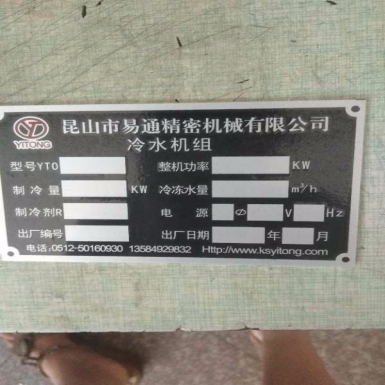 YITONG
昆山市易通精密机械有限公司
冷水机组
型号YTO 整机功率 KW
制冷量 KW 冷冻水量 m³/h
制冷剂R 电源 Φ V Hz
出厂编号 出厂日期 年 月
电话:0512-50160930 13584929832 Http://www.ksyitong.com